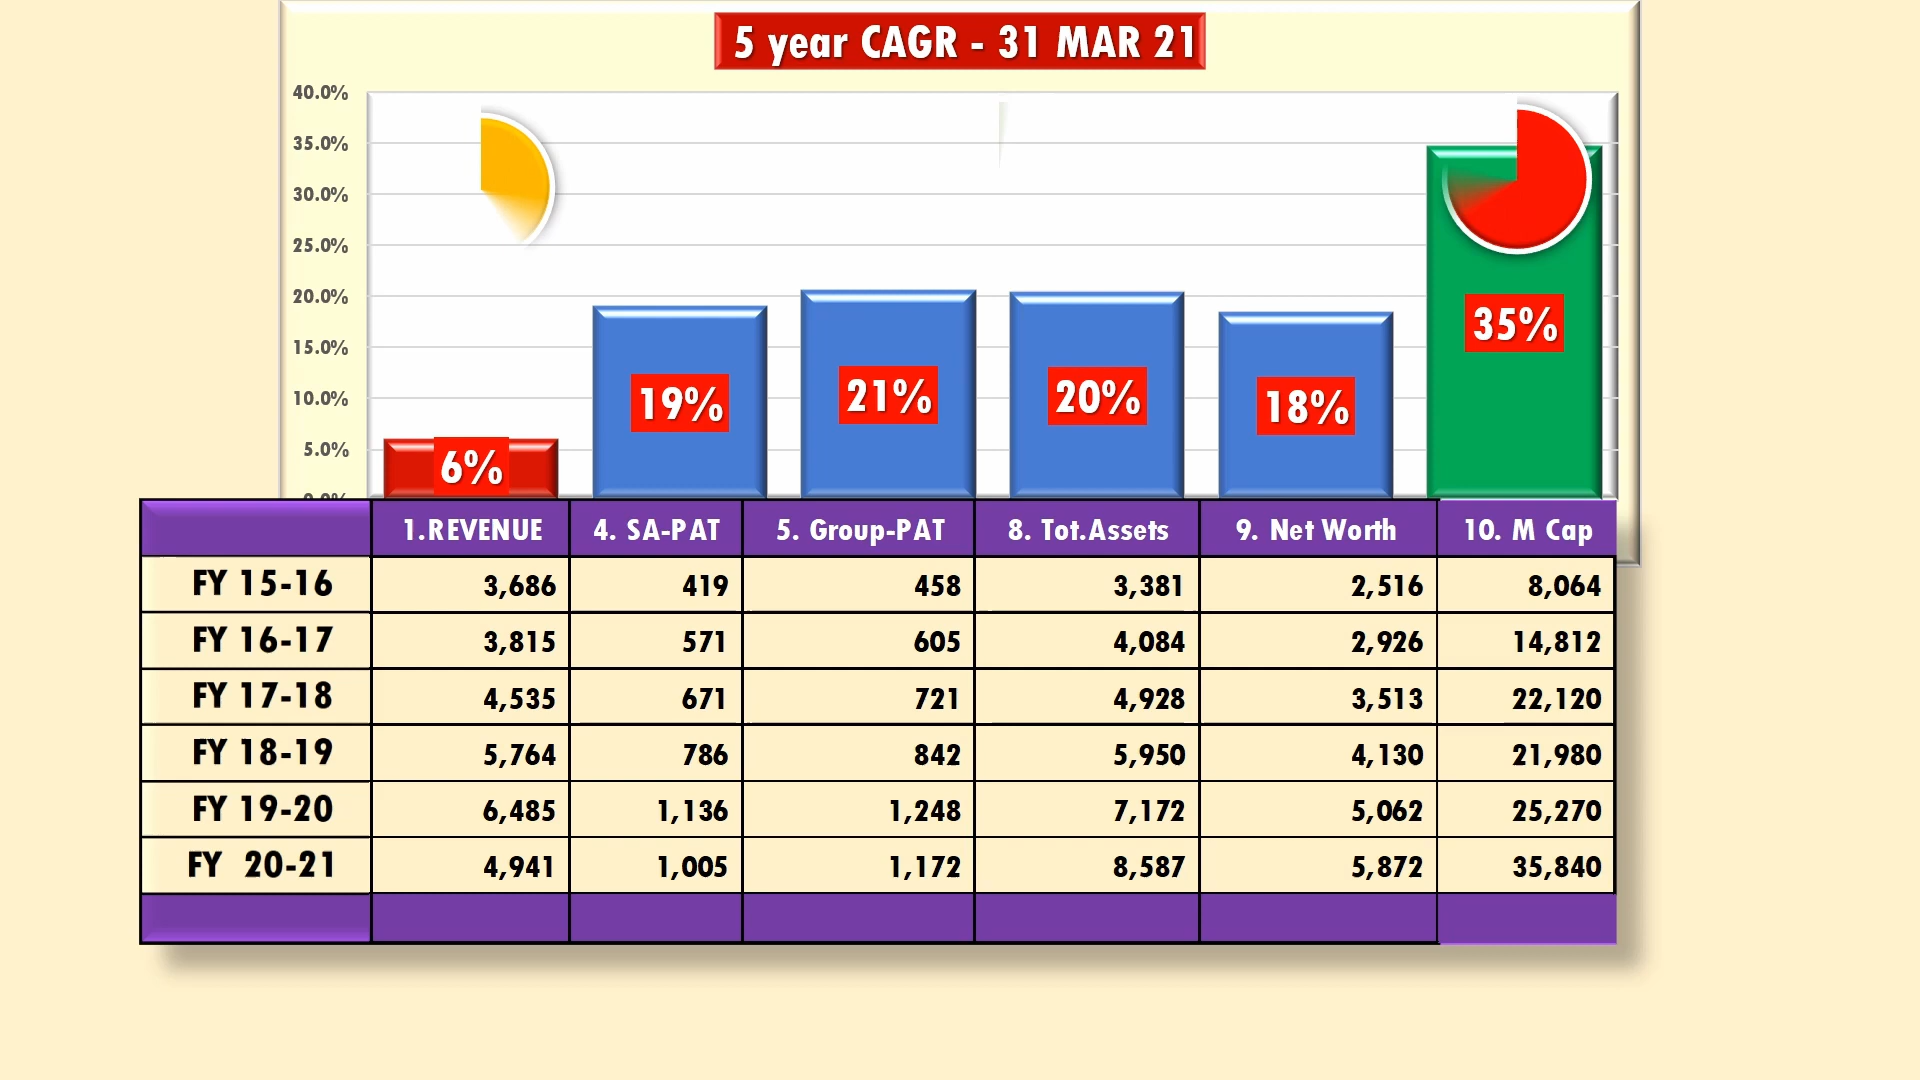 5 year CAGR - 31 MAR 21
40.0%
35.0%
30.0%
25.0%
20.0%
15.0%
10.0%
5.0%
6%
19%
21%
20%
18%
35%
1.REVENUE 4. SA-PAT 5. Group-PAT 8. Tot.Assets 9. Net Worth 10. M Cap
FY 15-16 3,686 419 458 3,381 2,516 8,064
FY 16-17 3,815 571 605 4,084 2,926 14,812
FY 17-18 4,535 671 721 4,928 3,513 22,120
FY 18-19 5,764 786 842 5,950 4,130 21,980
FY 19-20 6,485 1,136 1,248 7,172 5,062 25,270
FY 20-21 4,941 1,005 1,172 8,587 5,872 35,840